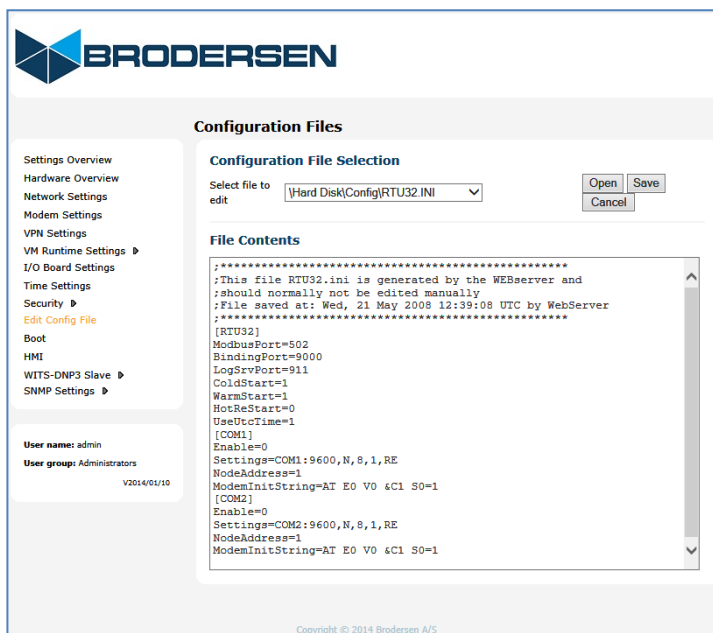 BRODERSEN
Configuration Files
Settings Overview
Hardware Overview
Network Settings
Modem Settings
VPN Settings
VM Runtime Settings
I/O Board Settings
Time Settings
Security
Edit Config File
Boot
HMI
WITS-DNP3 Slave
SNMP Settings
User name: admin
User group: Administrators
V2014/01/10
Configuration File Selection
Select file to
edit
\Hard Disk\Config\RTU32.INI
Open Save
Cancel
File Contents
;***************************************************
;This file RTU32.ini is generated by the WEBserver and
;should normally not be edited manually
;File saved at: Wed, 21 May 2008 12:39:08 UTC by WebServer
;***************************************************
[RTU32]
ModbusPort=502
BindingPort=9000
LogSrvPort=911
ColdStart=1
WarmStart=1
HotReStart=0
UseUtcTime=1
[COM1]
Enable=0
Settings=COM1:9600,N,8,1,RE
NodeAddress=1
ModemInitString=AT E0 V0 &C1 S0=1
[COM2]
Enable=0
Settings=COM2:9600,N,8,1,RE
NodeAddress=1
ModemInitString=AT E0 V0 &C1 S0=1
Copyright © 2014 Brodersen A/S